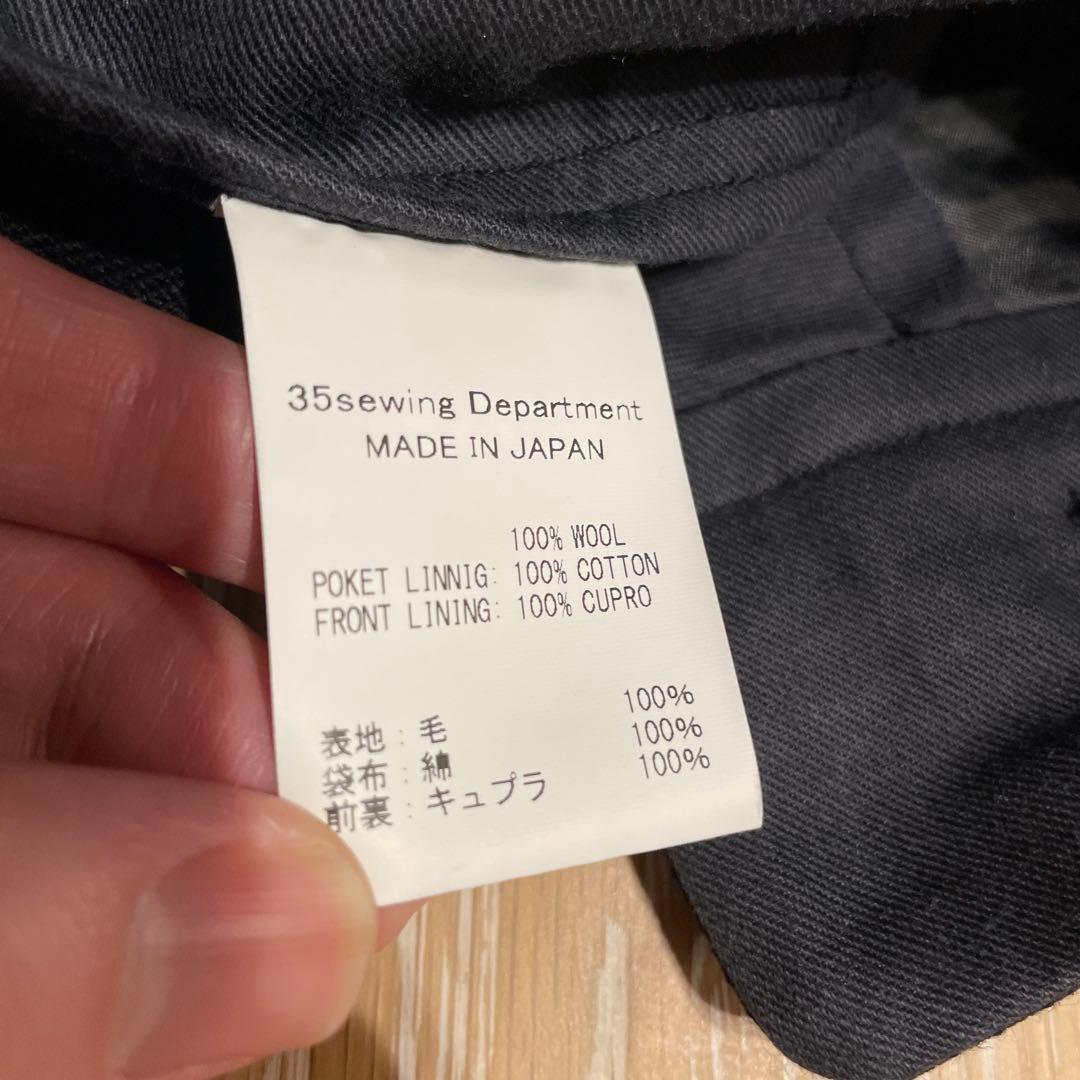 35sewing Department
MADE IN JAPAN
100% WOOL
POKET LINNIG: 100% COTTON
FRONT LINING: 100% CUPRO
表地:毛 100%
袋布:綿 100%
前裏:キュプラ 100%